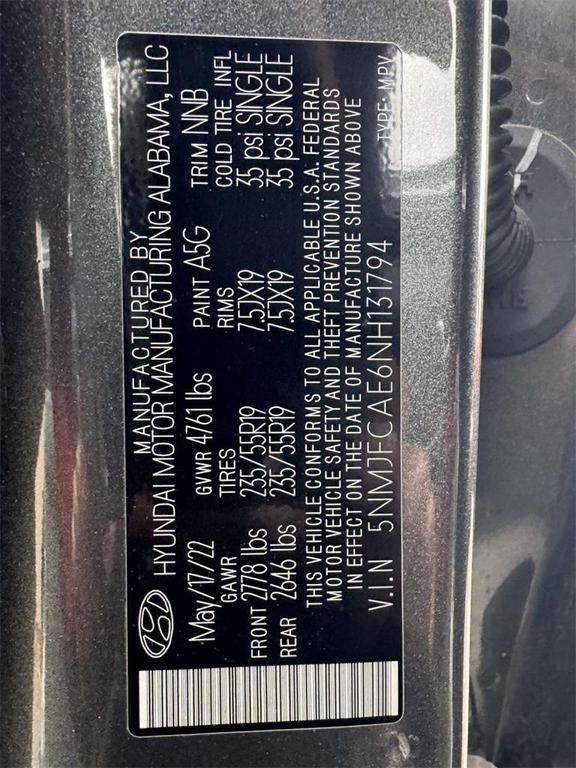 MANUFACTURED BY
HYUNDAI MOTOR MANUFACTURING ALABAMA, LLC
May/17/22 GVWR 4761 lbs PAINT A5G TRIM NNB
GAWR TIRES RIMS COLD TIRE INFL
FRONT 2778 lbs 235/55R19 7.5JX19 35 psi SINGLE
REAR 2646 lbs 235/55R19 7.5JX19 35 psi SINGLE
THIS VEHICLE CONFORMS TO ALL APPLICABLE U.S.A. FEDERAL
MOTOR VEHICLE SAFETY AND THEFT PREVENTION STANDARDS
IN EFFECT ON THE DATE OF MANUFACTURE SHOWN ABOVE
V.I.N 5NMJFCAE6NH131794 TYPE: MPV